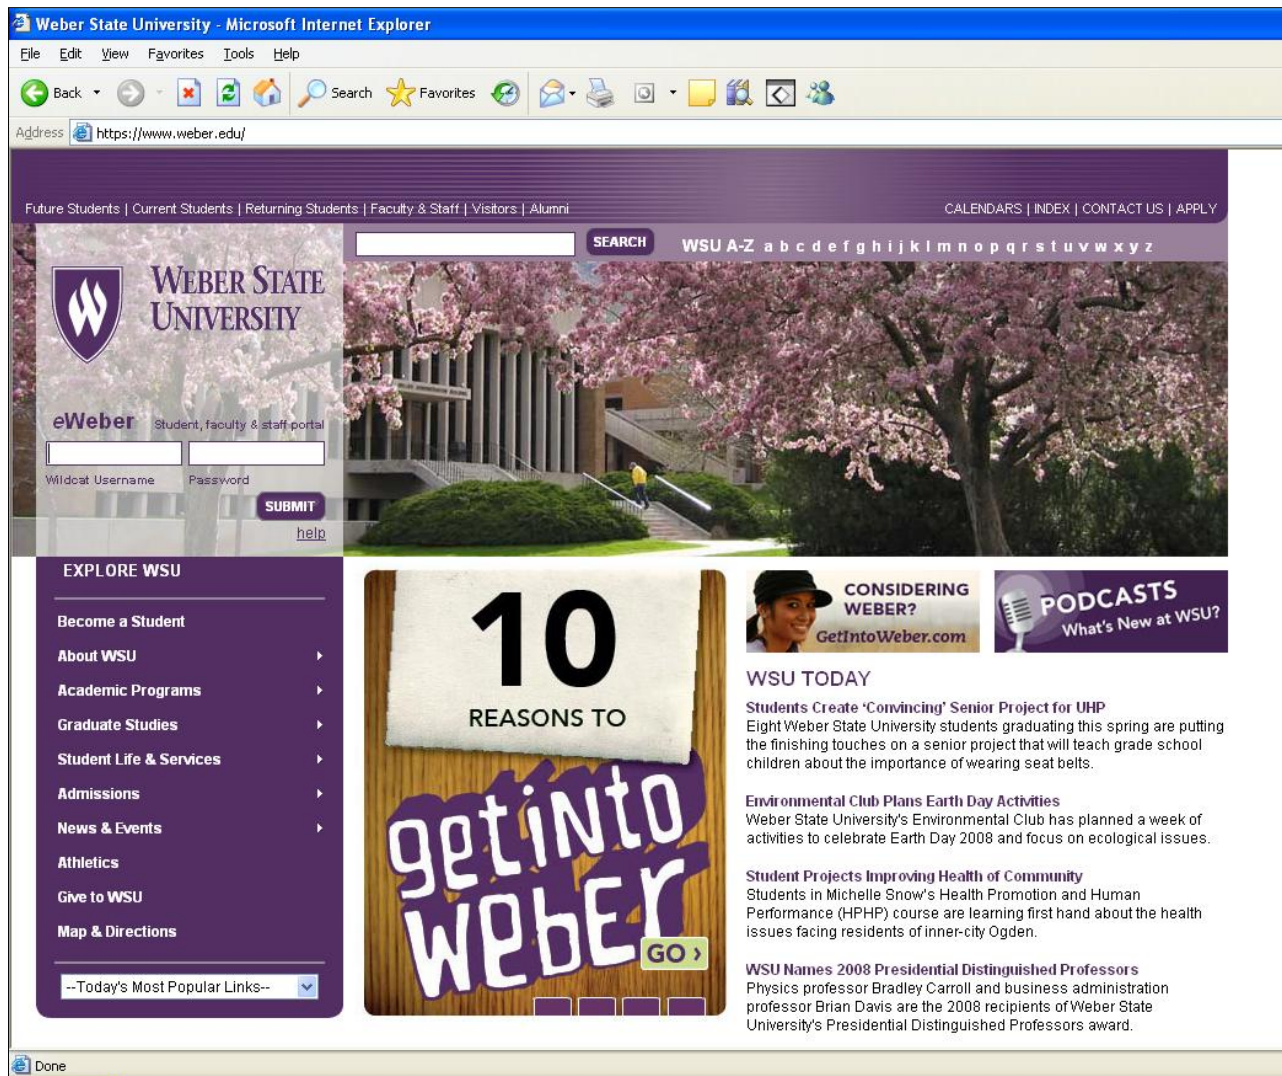 Weber State University - Microsoft Internet Explorer
File Edit View Favorites Tools Help
Back Search Favorites
Address https://www.weber.edu/
Future Students | Current Students | Returning Students | Faculty & Staff | Visitors | Alumni
CALENDARS | INDEX | CONTACT US | APPLY
SEARCH WSU A-Z a b c d e f g h i j k l m n o p q r s t u v w x y z
WEBER STATE
UNIVERSITY
eWeber Student, faculty & staff portal
Wildcat Username Password
SUBMIT
help
EXPLORE WSU
Become a Student
About WSU
Academic Programs
Graduate Studies
Student Life & Services
Admissions
News & Events
Athletics
Give to WSU
Map & Directions
--Today's Most Popular Links--
10
REASONS TO
getinto
weber
GO ›
CONSIDERING
WEBER?
GetIntoWeber.com
PODCASTS
What's New at WSU?
WSU TODAY
Students Create ‘Convincing’ Senior Project for UHP
Eight Weber State University students graduating this spring are putting
the finishing touches on a senior project that will teach grade school
children about the importance of wearing seat belts.
Environmental Club Plans Earth Day Activities
Weber State University's Environmental Club has planned a week of
activities to celebrate Earth Day 2008 and focus on ecological issues.
Student Projects Improving Health of Community
Students in Michelle Snow's Health Promotion and Human
Performance (HPHP) course are learning first hand about the health
issues facing residents of inner-city Ogden.
WSU Names 2008 Presidential Distinguished Professors
Physics professor Bradley Carroll and business administration
professor Brian Davis are the 2008 recipients of Weber State
University's Presidential Distinguished Professors award.
Done